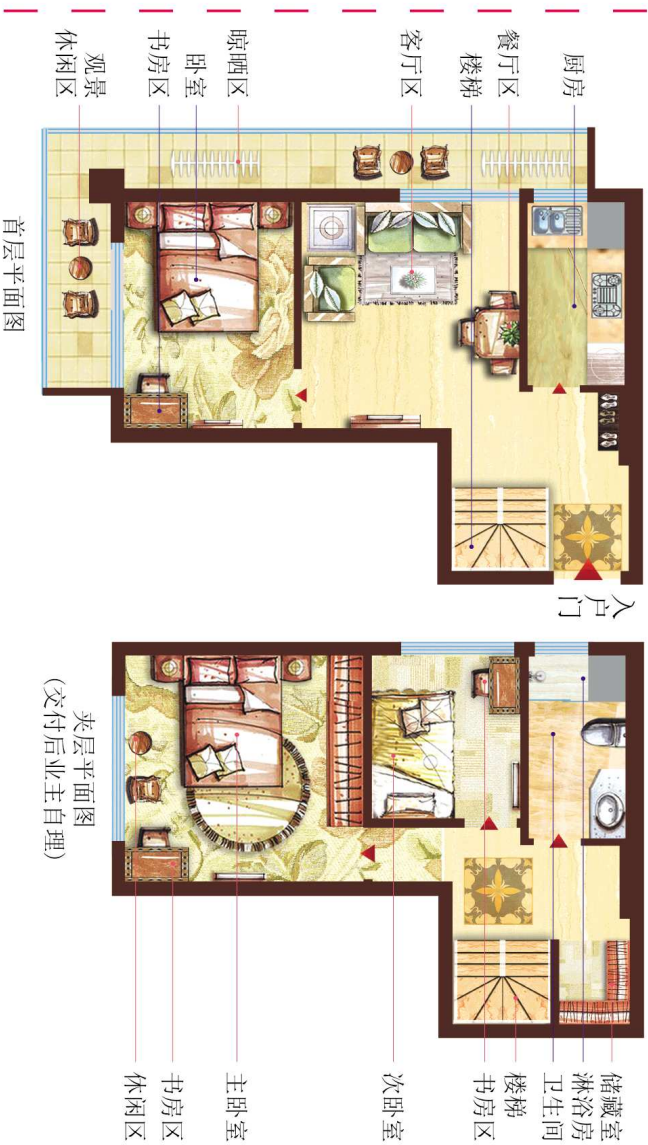 厨房
餐厅区
楼梯
客厅区
晾晒区
卧室
书房区
观景
休闲区
入户门
首层平面图
储藏室
淋浴房
卫生间
楼梯
书房区
次卧室
主卧室
书房区
休闲区
夹层平面图
(交付后业主自理)